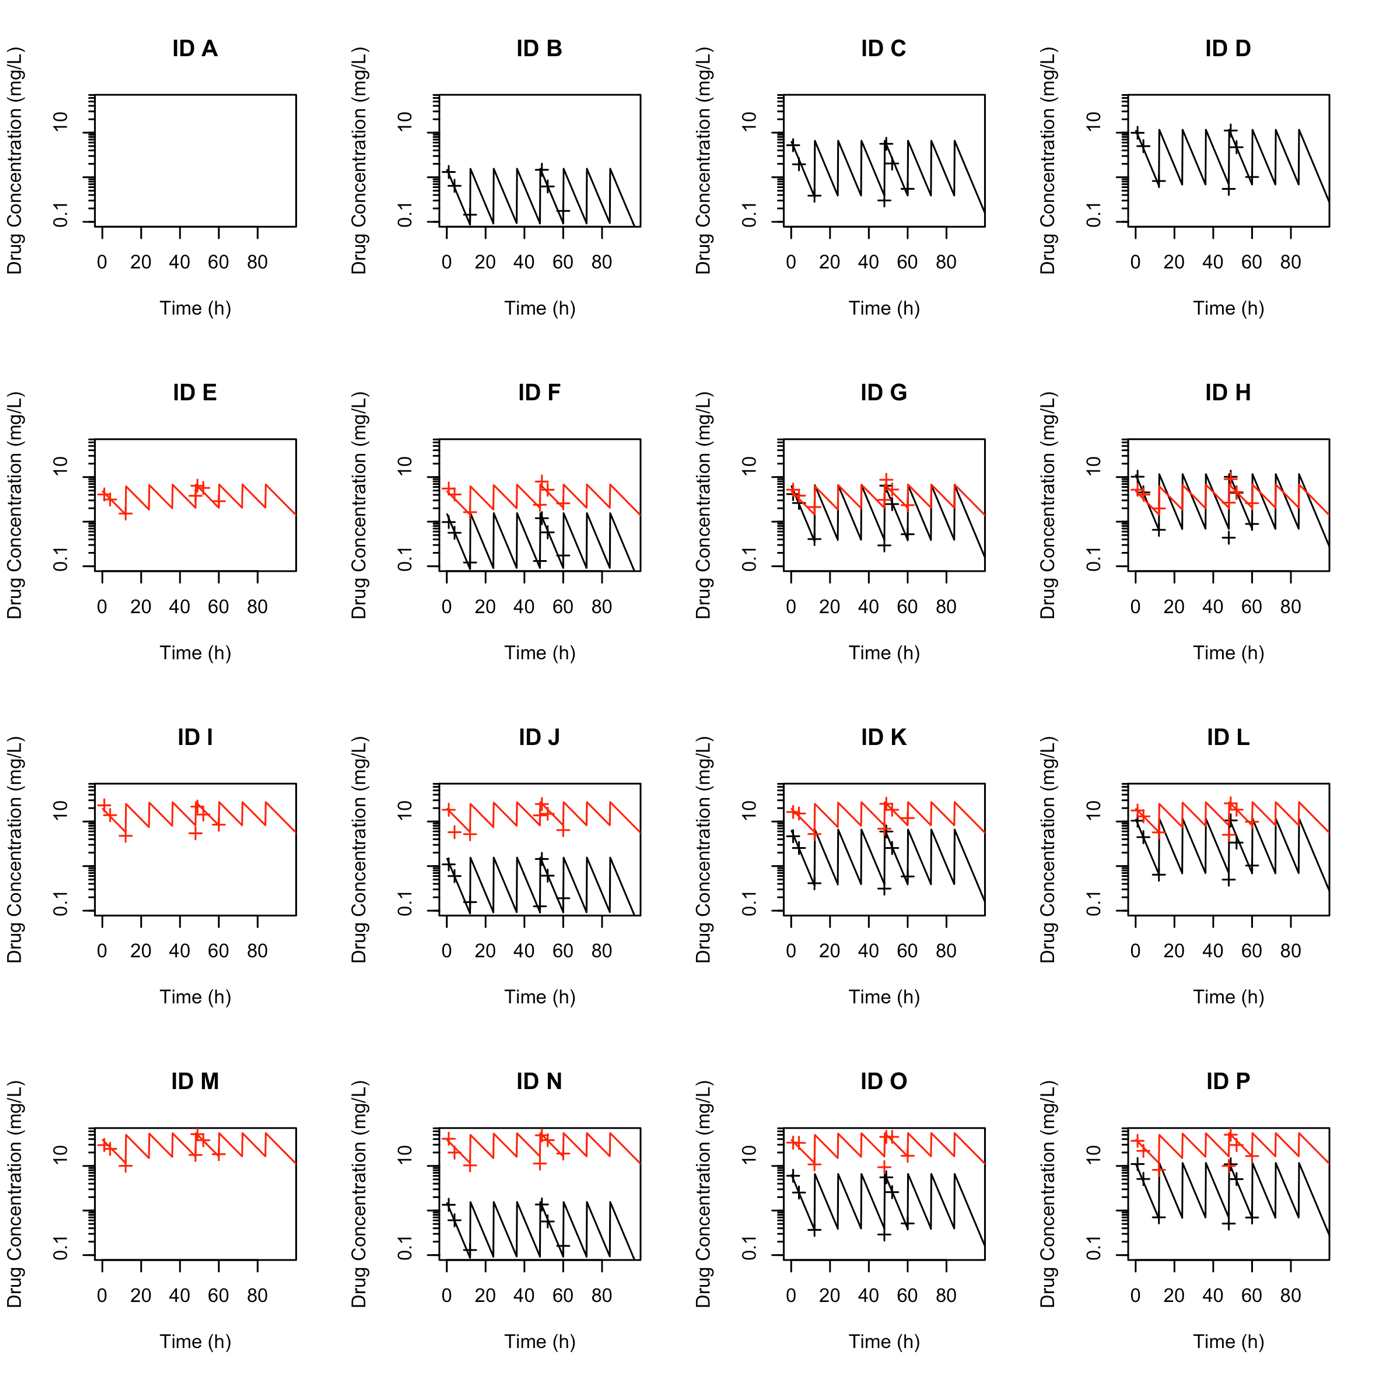 ID A
Drug Concentration (mg/L)
10
0.1
0 20 40 60 80
Time (h)
ID B
Drug Concentration (mg/L)
10
0.1
0 20 40 60 80
Time (h)
ID C
Drug Concentration (mg/L)
10
0.1
0 20 40 60 80
Time (h)
ID D
Drug Concentration (mg/L)
10
0.1
0 20 40 60 80
Time (h)
ID E
Drug Concentration (mg/L)
10
0.1
0 20 40 60 80
Time (h)
ID F
Drug Concentration (mg/L)
10
0.1
0 20 40 60 80
Time (h)
ID G
Drug Concentration (mg/L)
10
0.1
0 20 40 60 80
Time (h)
ID H
Drug Concentration (mg/L)
10
0.1
0 20 40 60 80
Time (h)
ID I
Drug Concentration (mg/L)
10
0.1
0 20 40 60 80
Time (h)
ID J
Drug Concentration (mg/L)
10
0.1
0 20 40 60 80
Time (h)
ID K
Drug Concentration (mg/L)
10
0.1
0 20 40 60 80
Time (h)
ID L
Drug Concentration (mg/L)
10
0.1
0 20 40 60 80
Time (h)
ID M
Drug Concentration (mg/L)
10
0.1
0 20 40 60 80
Time (h)
ID N
Drug Concentration (mg/L)
10
0.1
0 20 40 60 80
Time (h)
ID O
Drug Concentration (mg/L)
10
0.1
0 20 40 60 80
Time (h)
ID P
Drug Concentration (mg/L)
10
0.1
0 20 40 60 80
Time (h)